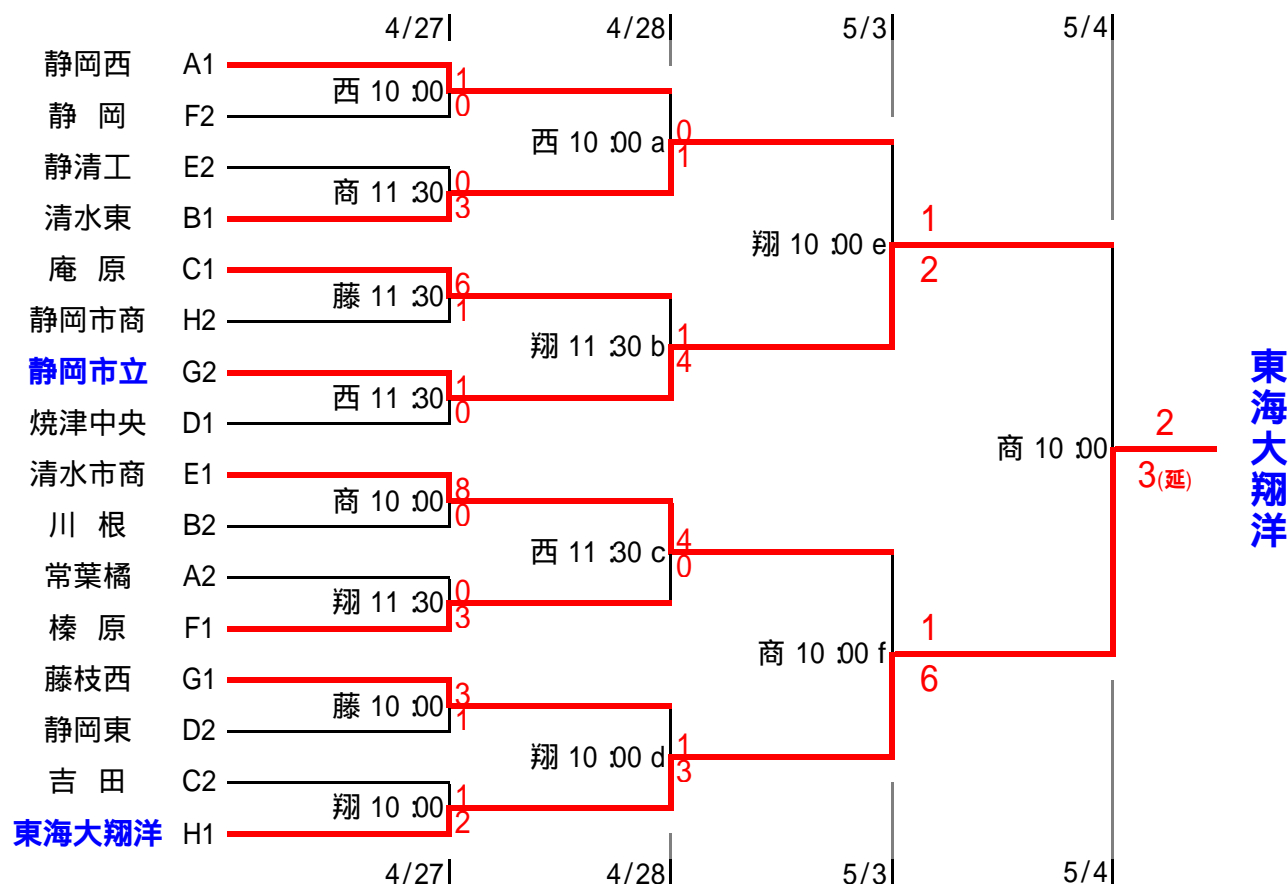 4/27 4/28 5/3 5/4
静岡西 A1
西 10:00 1 0
静 岡 F2
西 10:00 a 0 1
静清工 E2
商 11:30 0 3
清水東 B1
翔 10:00 e 1 2
庵 原 C1
藤 11:30 6 1
静岡市商 H2
翔 11:30 b 1 4
静岡市立 G2
西 11:30 1 0
焼津中央 D1
商 10:00 2 3(延)
東海大翔洋
清水市商 E1
商 10:00 8 0
川 根 B2
西 11:30 c 4 0
常葉橘 A2
翔 11:30 0 3
榛 原 F1
商 10:00 f 1 6
藤枝西 G1
藤 10:00 3 1
静岡東 D2
翔 10:00 d 1 3
吉 田 C2
翔 10:00 1 2
東海大翔洋 H1
4/27 4/28 5/3 5/4